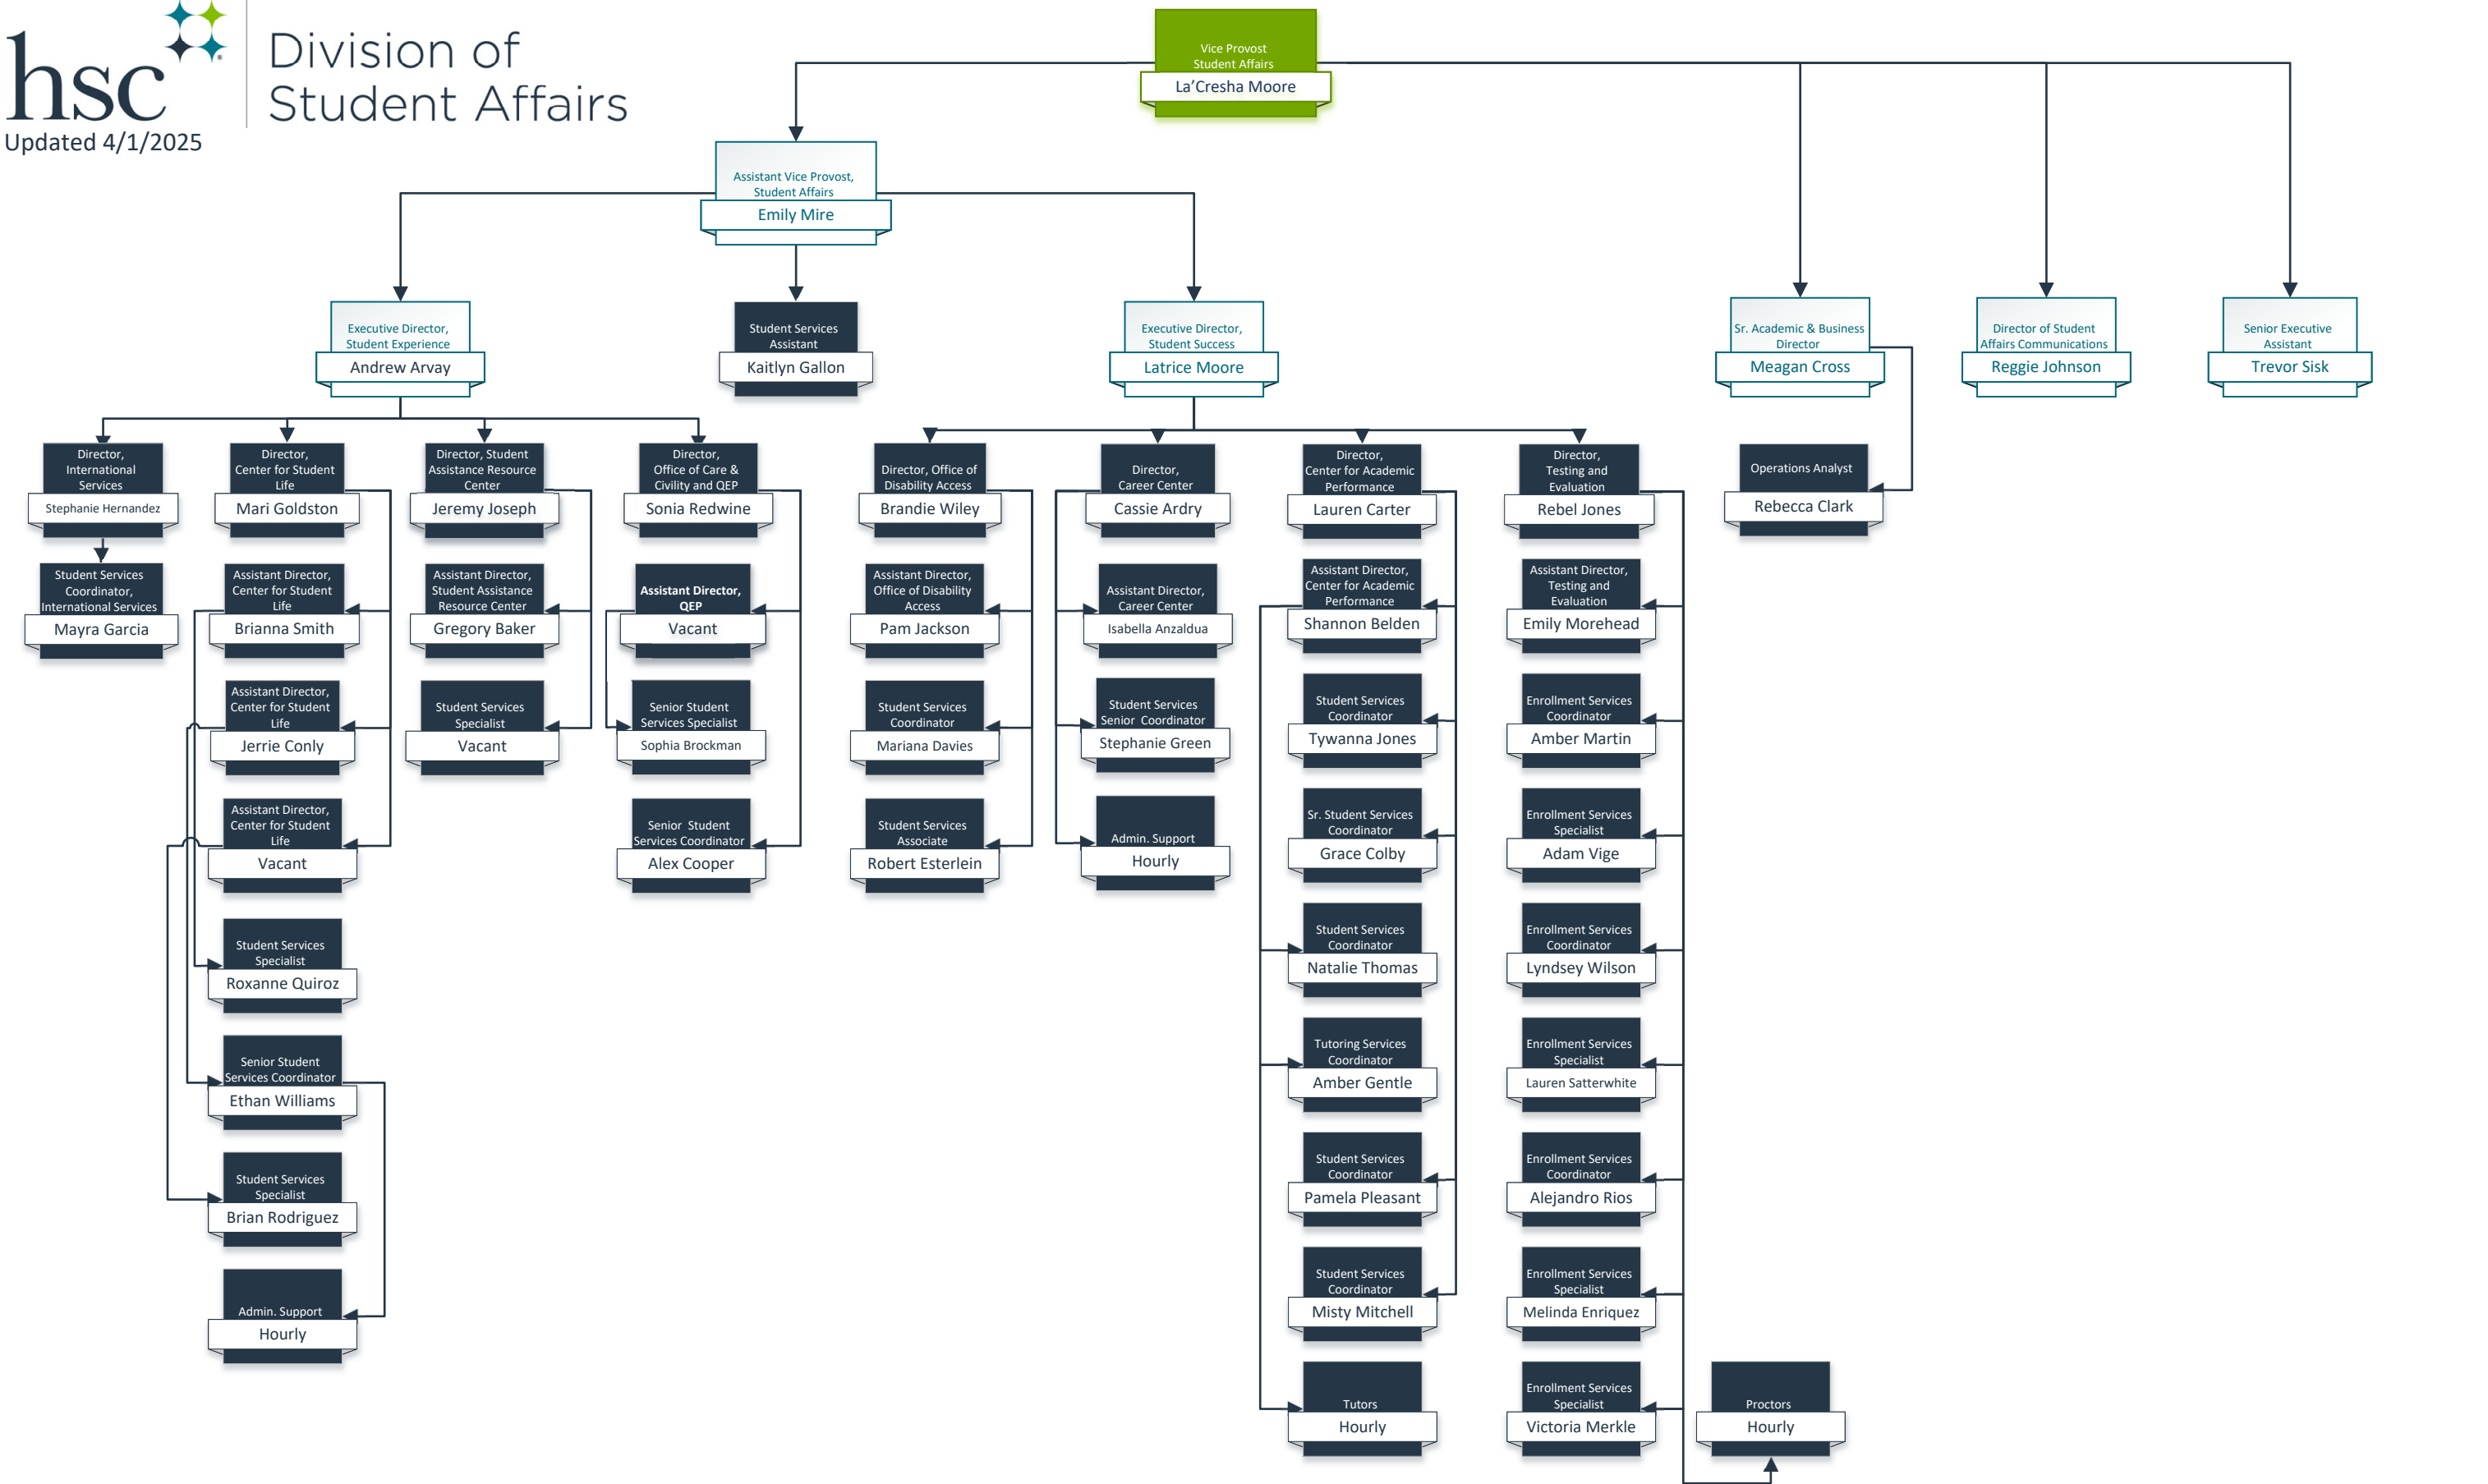 hsc
Division of
Student Affairs
Updated 4/1/2025
Vice Provost
Student Affairs
La’Cresha Moore
Assistant Vice Provost,
Student Affairs
Emily Mire
Executive Director,
Student Experience
Andrew Arvay
Student Services
Assistant
Kaitlyn Gallon
Executive Director,
Student Success
Latrice Moore
Sr. Academic & Business
Director
Meagan Cross
Director of Student
Affairs Communications
Reggie Johnson
Senior Executive
Assistant
Trevor Sisk
Director,
International
Services
Stephanie Hernandez
Director,
Center for Student
Life
Mari Goldston
Director, Student
Assistance Resource
Center
Jeremy Joseph
Director,
Office of Care &
Civility and QEP
Sonia Redwine
Director, Office of
Disability Access
Brandie Wiley
Director,
Career Center
Cassie Ardry
Director,
Center for Academic
Performance
Lauren Carter
Director,
Testing and
Evaluation
Rebel Jones
Operations Analyst
Rebecca Clark
Student Services
Coordinator,
International Services
Mayra Garcia
Assistant Director,
Center for Student
Life
Brianna Smith
Assistant Director,
Student Assistance
Resource Center
Gregory Baker
Assistant Director,
QEP
Vacant
Assistant Director,
Office of Disability
Access
Pam Jackson
Assistant Director,
Career Center
Isabella Anzaldua
Assistant Director,
Center for Academic
Performance
Shannon Belden
Assistant Director,
Testing and
Evaluation
Emily Morehead
Assistant Director,
Center for Student
Life
Jerrie Conly
Student Services
Specialist
Vacant
Senior Student
Services Specialist
Sophia Brockman
Student Services
Coordinator
Mariana Davies
Student Services
Senior Coordinator
Stephanie Green
Student Services
Coordinator
Tywanna Jones
Enrollment Services
Coordinator
Amber Martin
Assistant Director,
Center for Student
Life
Vacant
Senior Student
Services Coordinator
Alex Cooper
Student Services
Associate
Robert Esterlein
Admin. Support
Hourly
Sr. Student Services
Coordinator
Grace Colby
Enrollment Services
Specialist
Adam Vige
Student Services
Specialist
Roxanne Quiroz
Student Services
Coordinator
Natalie Thomas
Enrollment Services
Coordinator
Lyndsey Wilson
Senior Student
Services Coordinator
Ethan Williams
Tutoring Services
Coordinator
Amber Gentle
Enrollment Services
Specialist
Lauren Satterwhite
Student Services
Specialist
Brian Rodriguez
Student Services
Coordinator
Pamela Pleasant
Enrollment Services
Coordinator
Alejandro Rios
Admin. Support
Hourly
Student Services
Coordinator
Misty Mitchell
Enrollment Services
Specialist
Melinda Enriquez
Tutors
Hourly
Enrollment Services
Specialist
Victoria Merkle
Proctors
Hourly